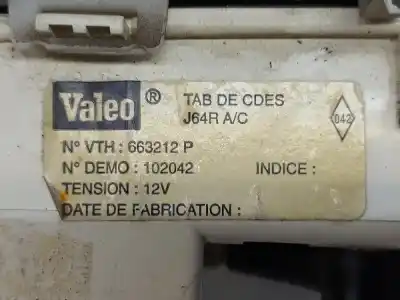 Valeo ® TAB DE CDES
J64R A/C
042
N° VTH : 663212 P
N° DEMO : 102042 INDICE :
TENSION : 12V
DATE DE FABRICATION :